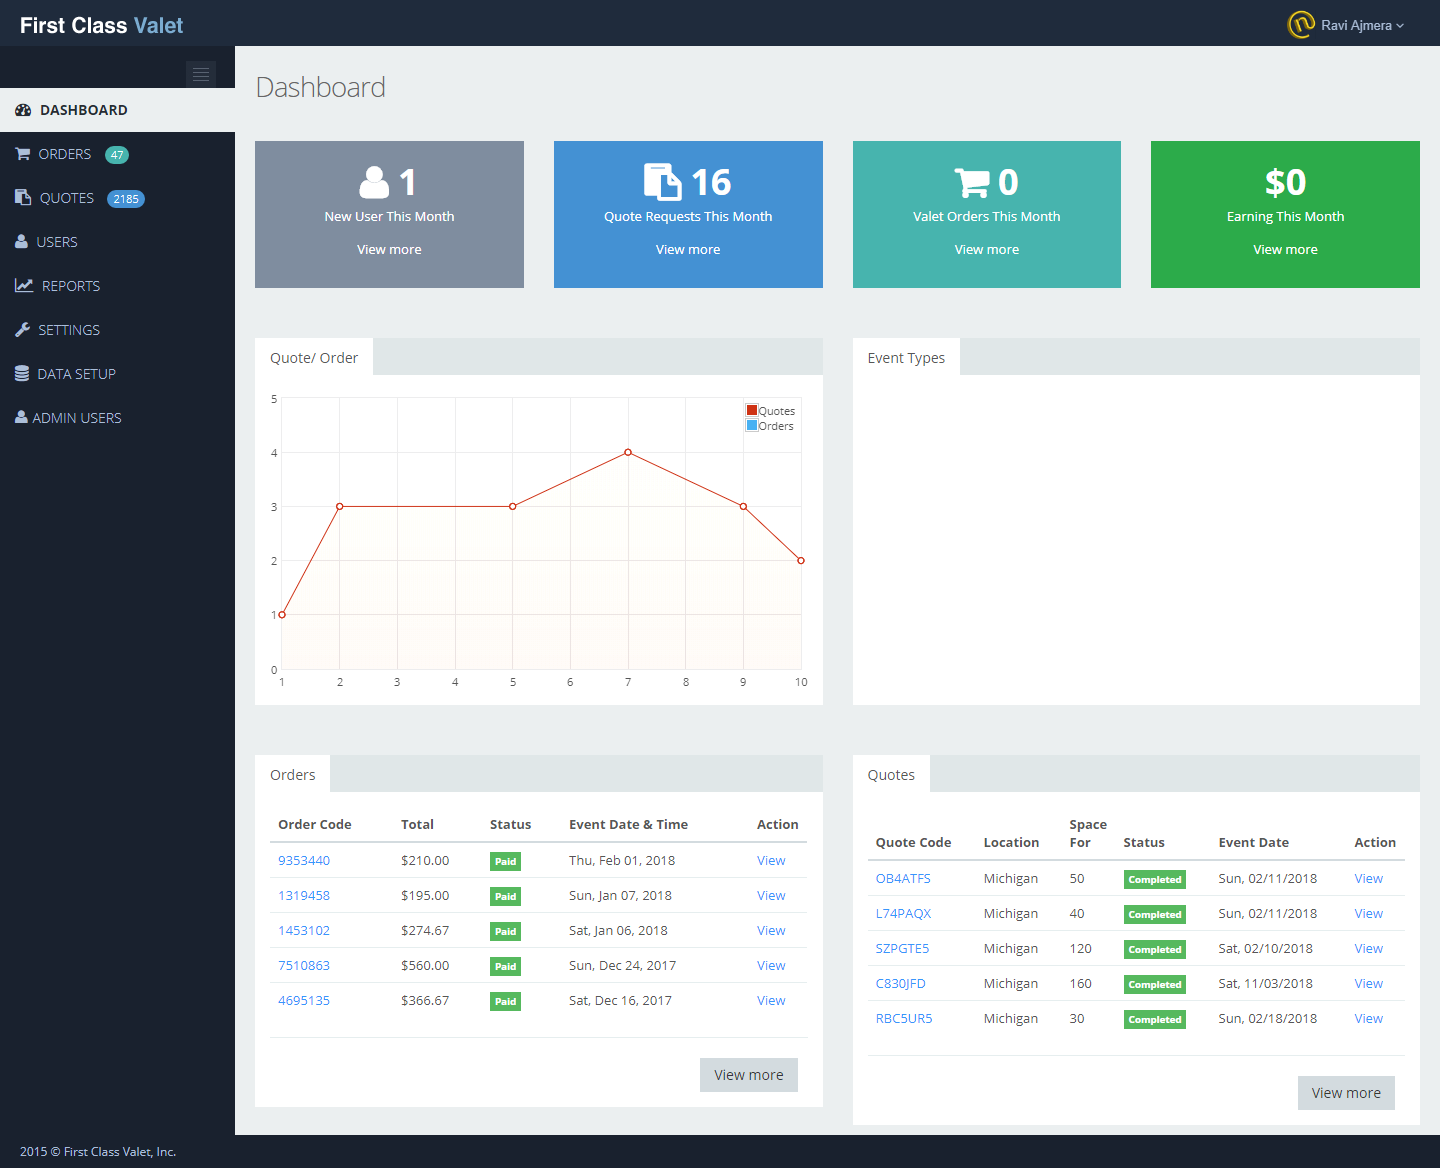 First Class Valet
Ravi Ajmera
DASHBOARD
ORDERS 47
QUOTES 2185
USERS
REPORTS
SETTINGS
DATA SETUP
ADMIN USERS
Dashboard
1
New User This Month
View more
16
Quote Requests This Month
View more
0
Valet Orders This Month
View more
$0
Earning This Month
View more
Quote/ Order
5
4
3
2
1
0
1 2 3 4 5 6 7 8 9 10
Quotes
Orders
Event Types
Orders
Order Code Total Status Event Date & Time Action
9353440 $210.00 Paid Thu, Feb 01, 2018 View
1319458 $195.00 Paid Sun, Jan 07, 2018 View
1453102 $274.67 Paid Sat, Jan 06, 2018 View
7510863 $560.00 Paid Sun, Dec 24, 2017 View
4695135 $366.67 Paid Sat, Dec 16, 2017 View
View more
Quotes
Quote Code Location Space For Status Event Date Action
OB4ATFS Michigan 50 Completed Sun, 02/11/2018 View
L74PAQX Michigan 40 Completed Sun, 02/11/2018 View
SZPGTE5 Michigan 120 Completed Sat, 02/10/2018 View
C830JFD Michigan 160 Completed Sat, 11/03/2018 View
RBC5UR5 Michigan 30 Completed Sun, 02/18/2018 View
View more
2015 © First Class Valet, Inc.